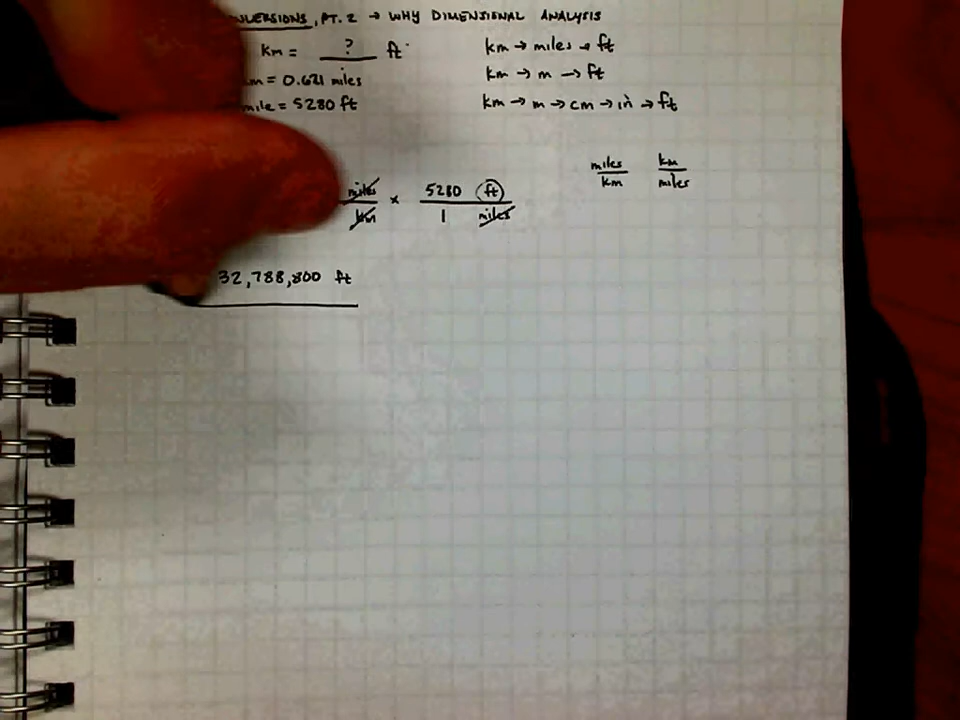 , PT. 2 → WHY DIMENSIONAL ANALYSIS
km = ? ft
km → miles → ft
= 0.621 miles
km → m → ft
mile = 5280 ft
km → m → cm → in → ft
miles km
km miles
miles × 5280 ft
km 1 miles
32,788,800 ft